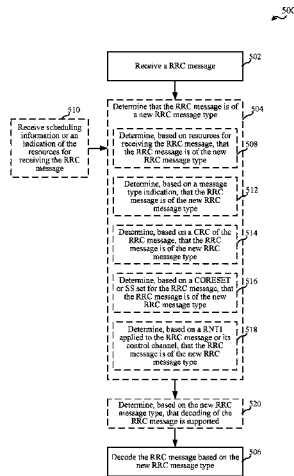 500
Receive a RRC message
502
510
Receive scheduling
information or an
indication of the
resources for
receiving the RRC
message
Determine that the RRC message is of
a new RRC message type
504
Determine, based on resources for
receiving the RRC message, that
the RRC message is of the new
RRC message type
508
Determine, based on a message
type indication, that the RRC
message is of the new RRC
message type
512
Determine, based on a CRC of the
RRC message, that the RRC
message is of the new RRC
message type
514
Determine, based on a CORESET
or SS set for the RRC message, that
the RRC message is of the new
RRC message type
516
Determine, based on a RNTI
applied to the RRC message or its
control channel, that the RRC
message is of the new RRC
message type
518
Determine, based on the new RRC
message type, that decoding of the
RRC message is supported
520
Decode the RRC message based on the
new RRC message type
506